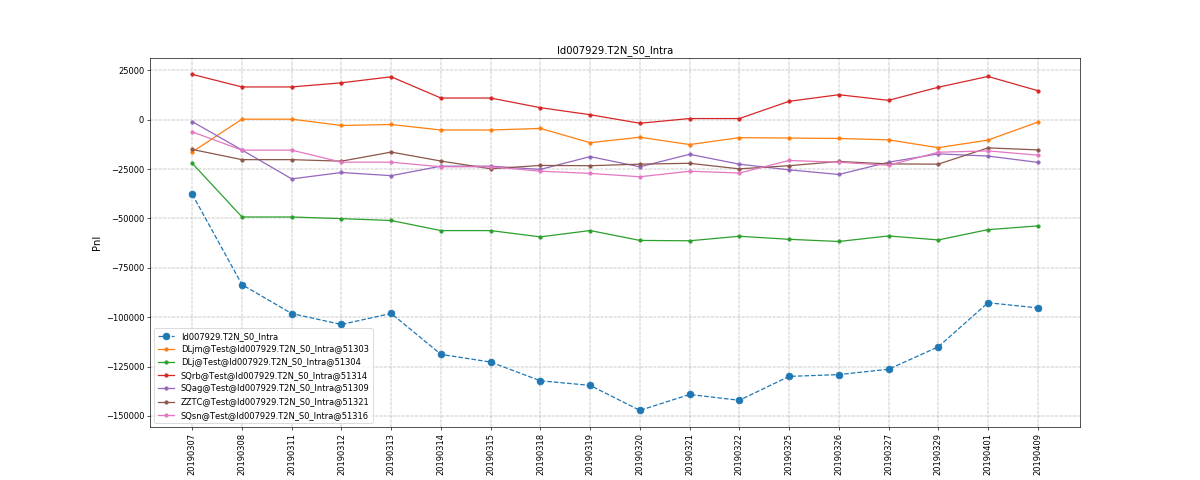 Id007929.T2N_S0_Intra
PnI
25000
0
−25000
−50000
−75000
−100000
−125000
−150000
Id007929.T2N_S0_Intra
DLjm@Test@Id007929.T2N_S0_Intra@51303
DLj@Test@Id007929.T2N_S0_Intra@51304
SQrb@Test@Id007929.T2N_S0_Intra@51314
SQag@Test@Id007929.T2N_S0_Intra@51309
ZZTC@Test@Id007929.T2N_S0_Intra@51321
SQsn@Test@Id007929.T2N_S0_Intra@51316
20190307
20190308
20190311
20190312
20190313
20190314
20190315
20190318
20190319
20190320
20190321
20190322
20190325
20190326
20190327
20190329
20190401
20190409